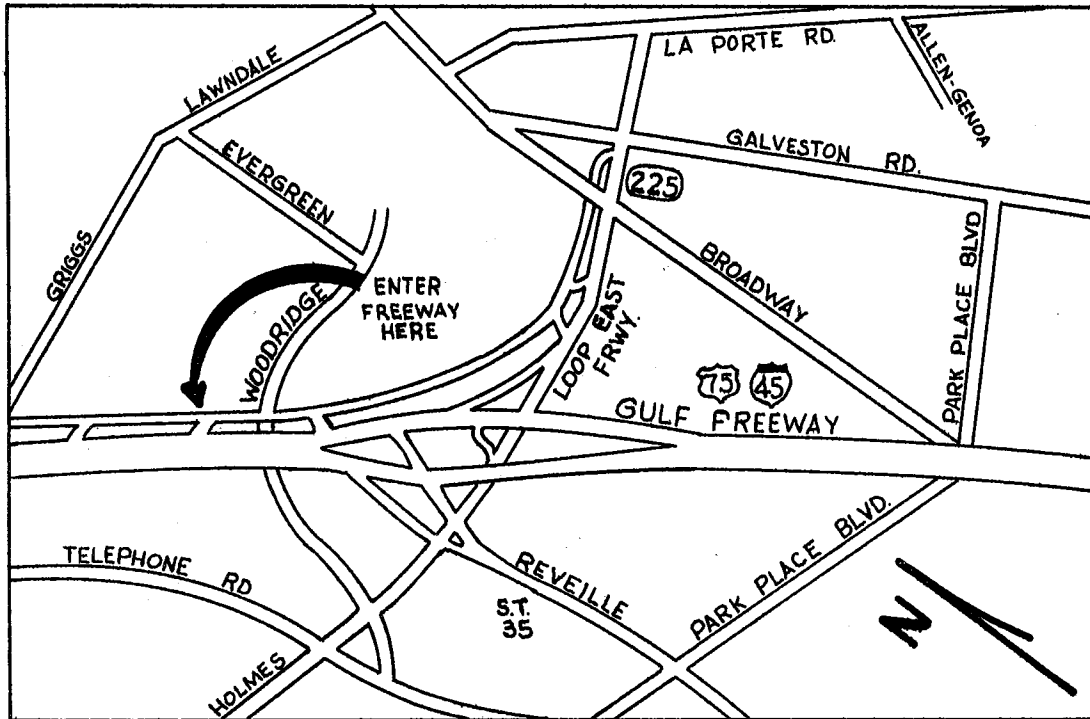 LAWNDALE
LA PORTE RD.
ALLEN-GENOA
EVERGREEN
GALVESTON RD.
225
GRIGGS
BROADWAY
PARK PLACE BLVD
ENTER
FREEWAY
HERE
WOODRIDGE
LOOP EAST
FRWY.
75
45
GULF FREEWAY
TELEPHONE RD
REVEILLE
PARK PLACE BLVD.
S.T.
35
HOLMES
N